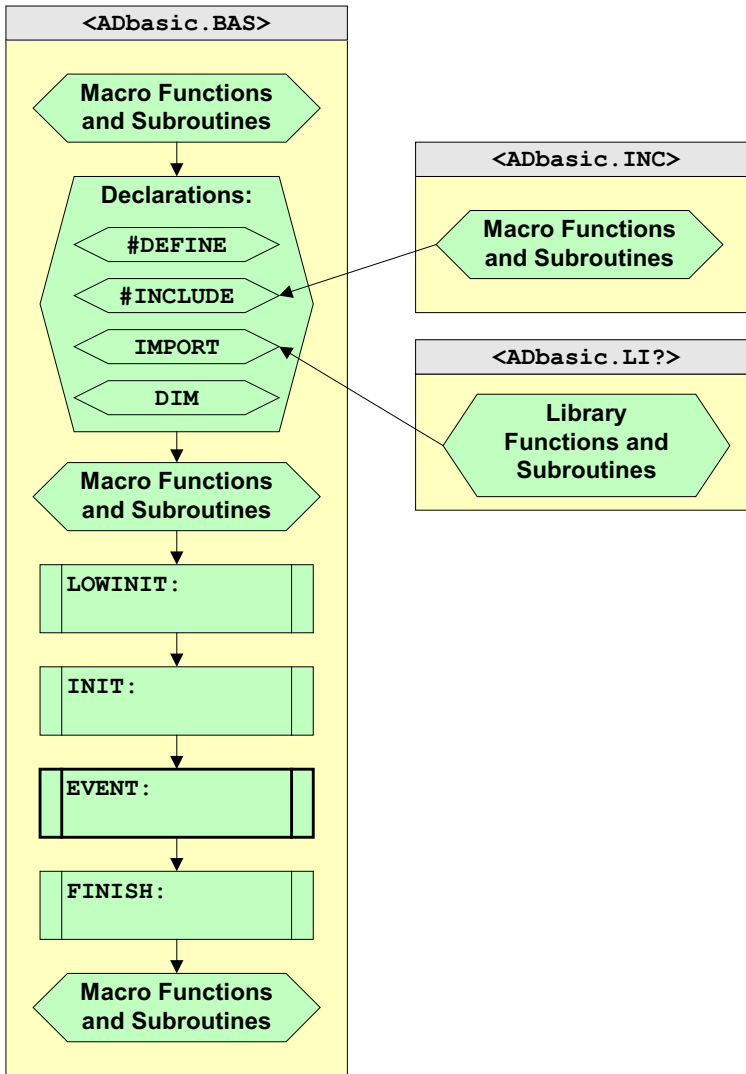 <ADbasic.BAS>
Macro Functions
and Subroutines
Declarations:
#DEFINE
#INCLUDE
IMPORT
DIM
Macro Functions
and Subroutines
LOWINIT:
INIT:
EVENT:
FINISH:
Macro Functions
and Subroutines
<ADbasic.INC>
Macro Functions
and Subroutines
<ADbasic.LI?>
Library
Functions and
Subroutines